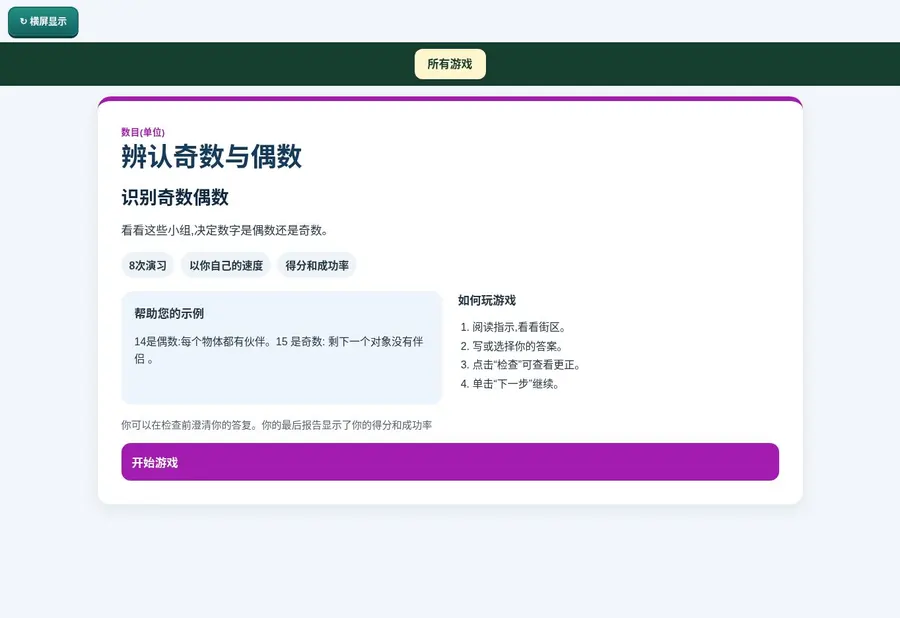 ↻ 横屏显示
所有游戏
数目(单位)
辨认奇数与偶数
识别奇数偶数
看看这些小组,决定数字是偶数还是奇数。
8次演习
以你自己的速度
得分和成功率
帮助您的示例
14是偶数:每个物体都有伙伴。15 是奇数: 剩下一个对象没有伴
侣 。
如何玩游戏
1. 阅读指示,看看街区。
2. 写或选择你的答案。
3. 点击“检查”可查看更正。
4. 单击“下一步”继续。
你可以在检查前澄清你的答复。你的最后报告显示了你的得分和成功率
开始游戏